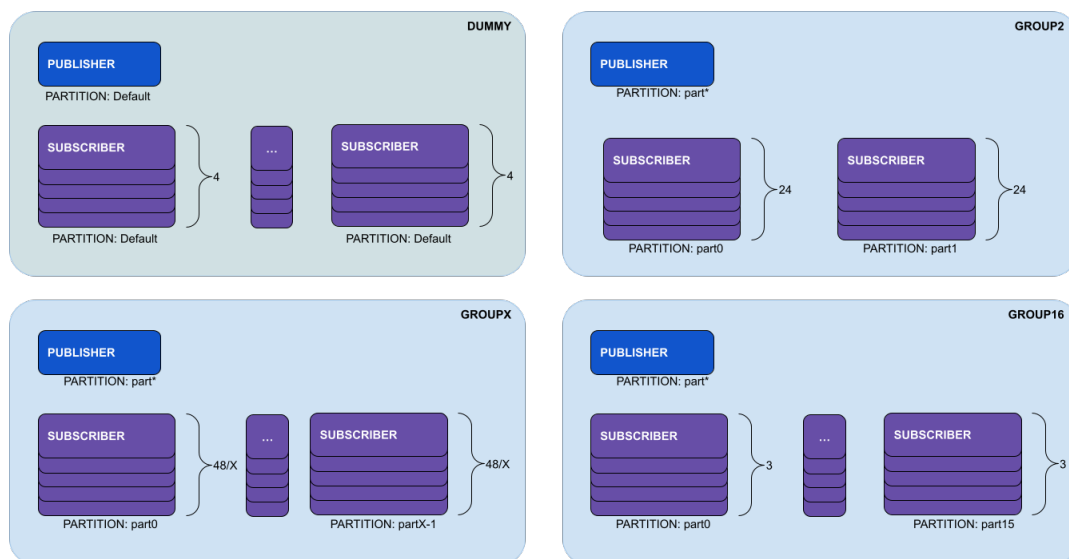 DUMMY
PUBLISHER
PARTITION: Default
SUBSCRIBER
4
PARTITION: Default
...
SUBSCRIBER
4
PARTITION: Default
GROUP2
PUBLISHER
PARTITION: part*
SUBSCRIBER
24
PARTITION: part0
SUBSCRIBER
24
PARTITION: part1
GROUPX
PUBLISHER
PARTITION: part*
SUBSCRIBER
48/X
PARTITION: part0
...
SUBSCRIBER
48/X
PARTITION: partX-1
GROUP16
PUBLISHER
PARTITION: part*
SUBSCRIBER
3
PARTITION: part0
...
SUBSCRIBER
3
PARTITION: part15